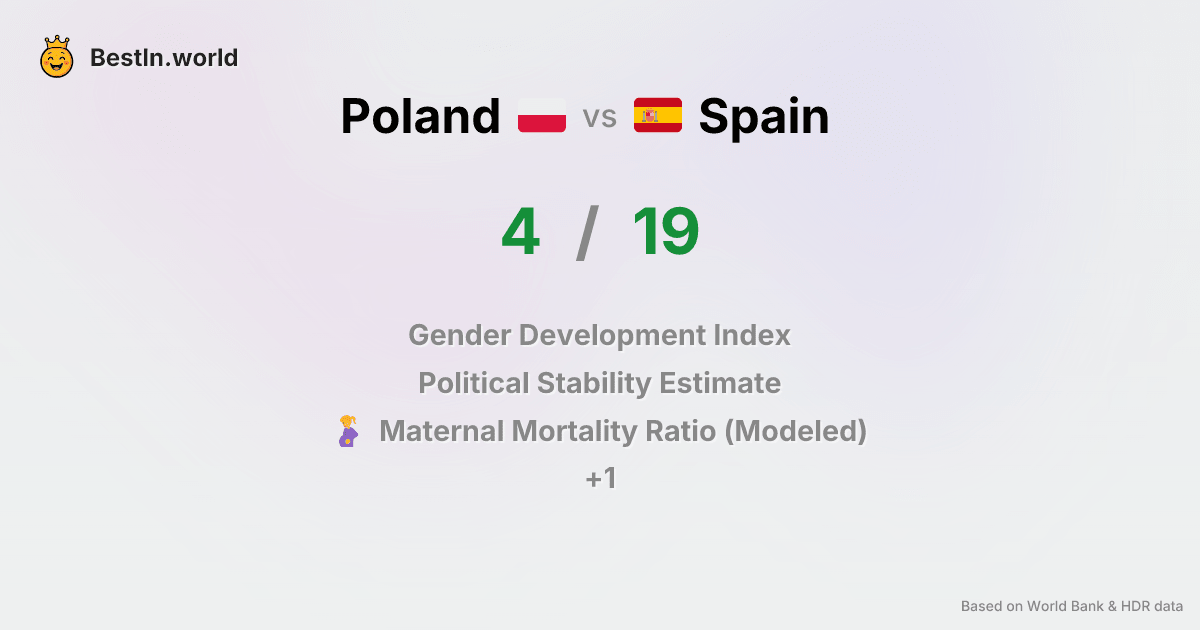 BestIn.world
Poland vs Spain
4 / 19
Gender Development Index
Political Stability Estimate
Maternal Mortality Ratio (Modeled)
+1
Based on World Bank & HDR data